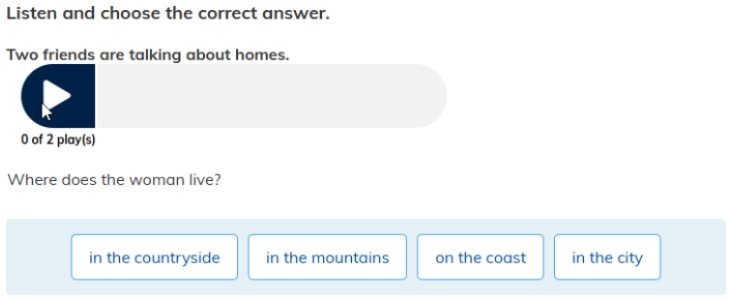 Listen and choose the correct answer.
Two friends are talking about homes.
0 of 2 play(s)
Where does the woman live?
in the countryside in the mountains on the coast in the city